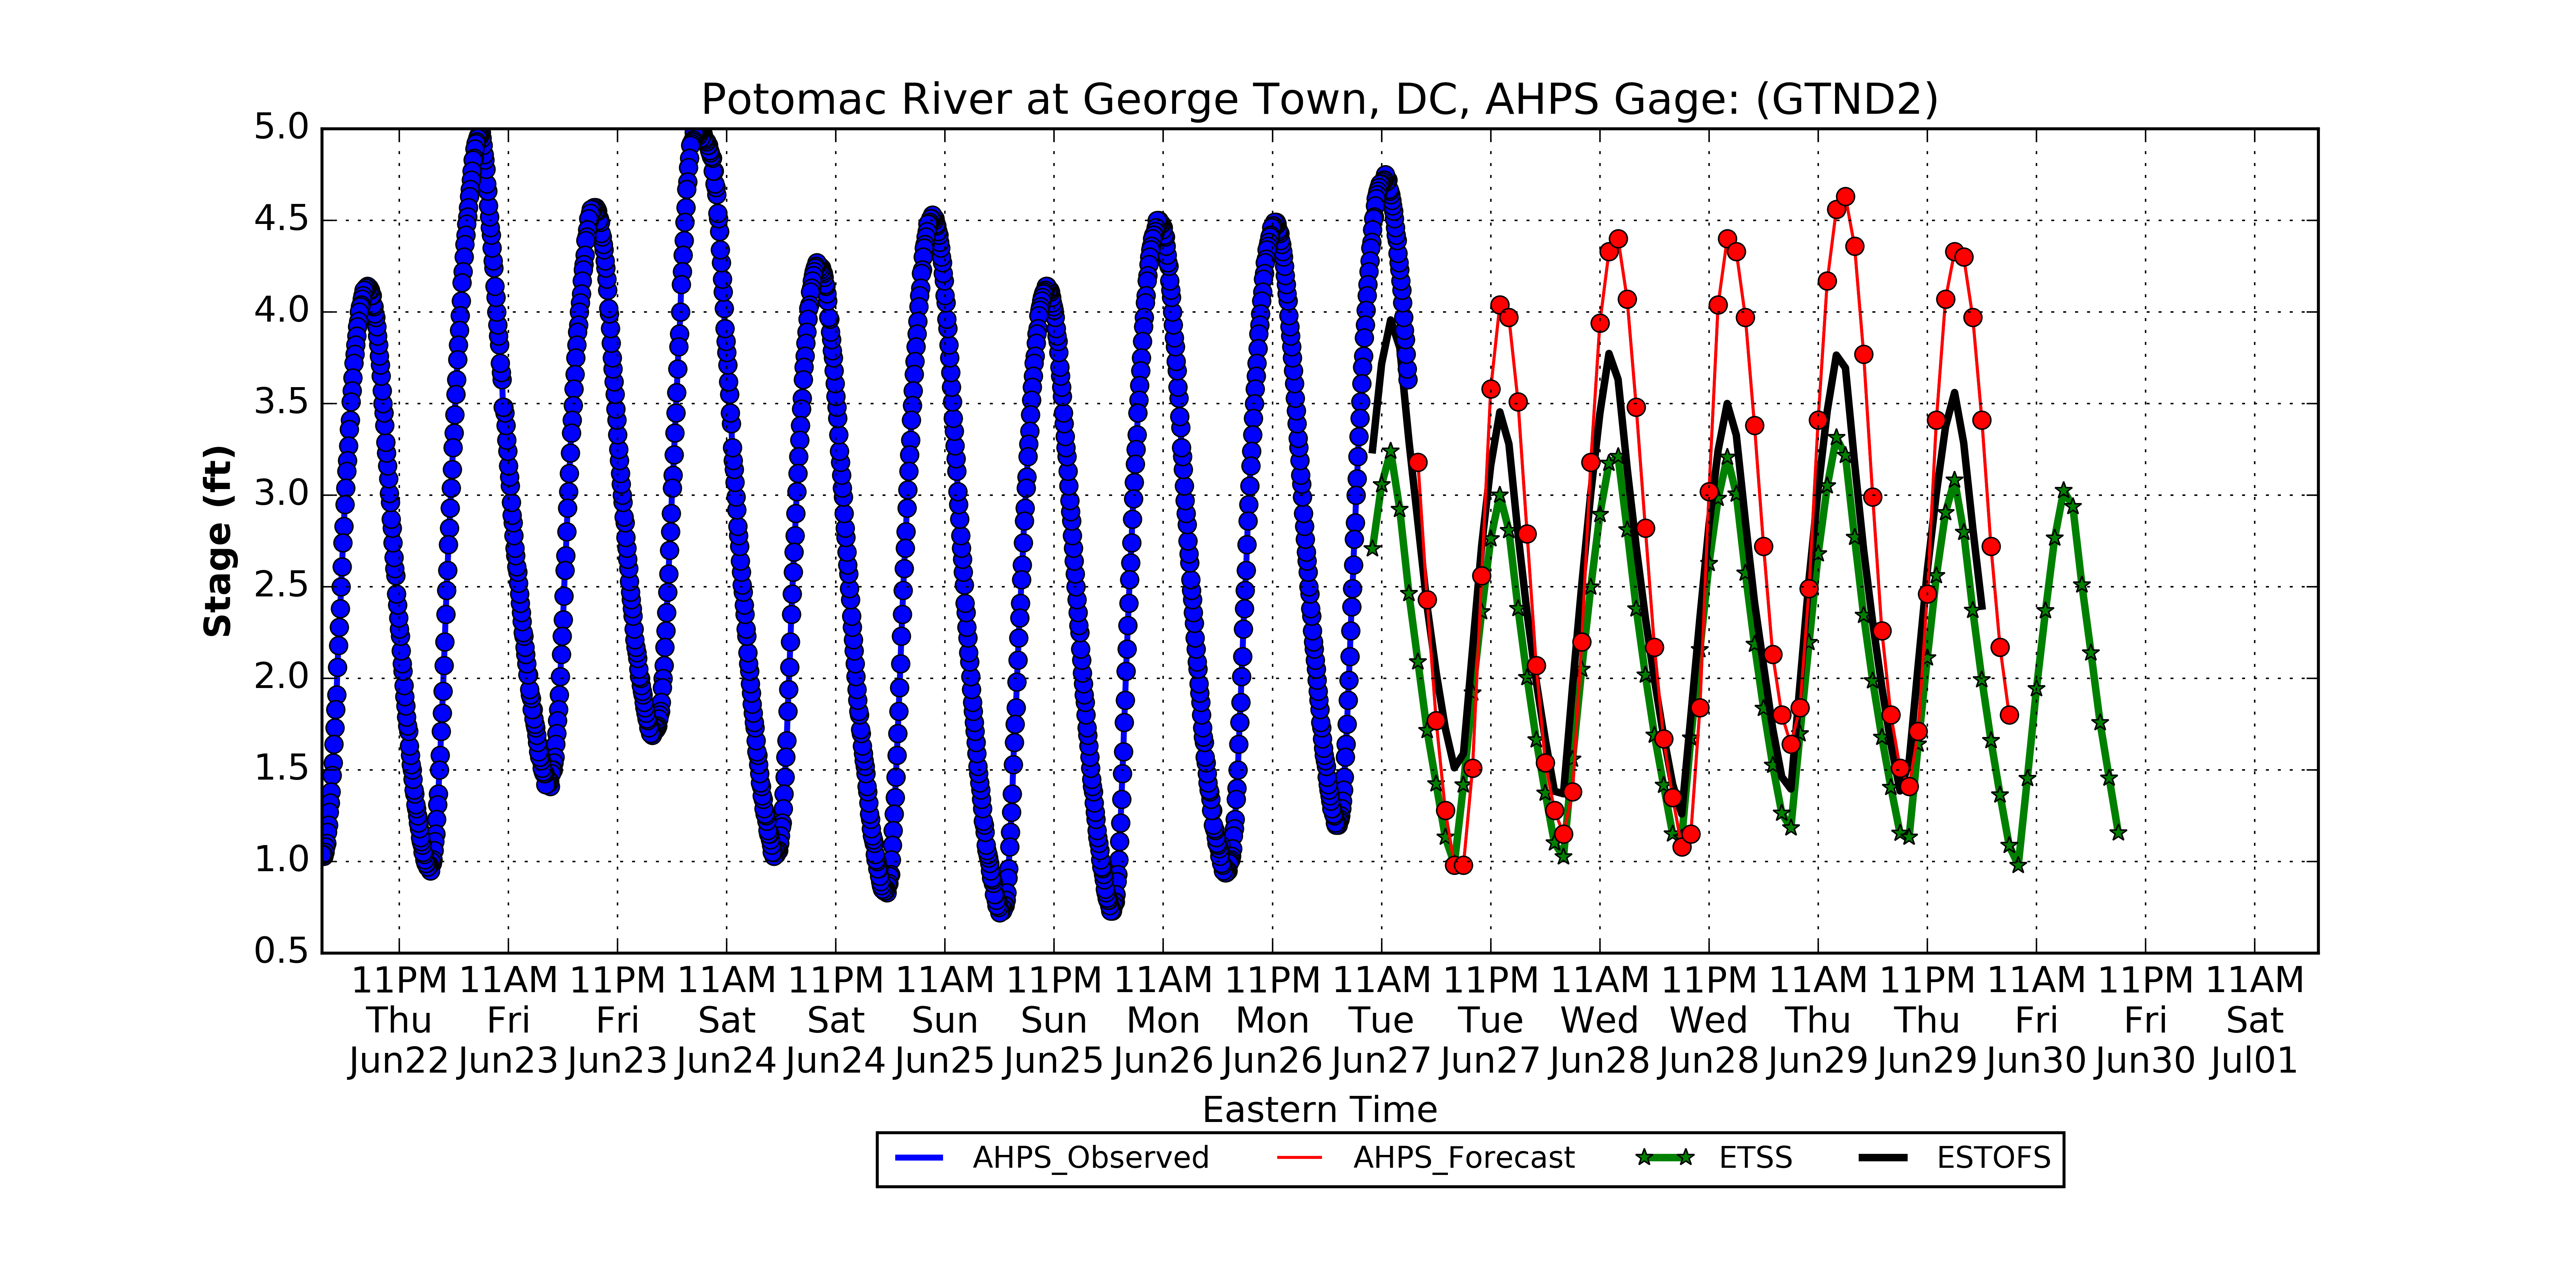 Potomac River at George Town, DC, AHPS Gage: (GTND2)
5.0
4.5
4.0
3.5
3.0
2.5
2.0
1.5
1.0
0.5
Stage (ft)
11PM 11AM 11PM 11AM 11PM 11AM 11PM 11AM 11PM 11AM 11PM 11AM 11PM 11AM 11PM 11AM 11PM 11AM
Thu Fri Fri Sat Sat Sun Sun Mon Mon Tue Tue Wed Wed Thu Thu Fri Fri Sat
Jun22 Jun23 Jun23 Jun24 Jun24 Jun25 Jun25 Jun26 Jun26 Jun27 Jun27 Jun28 Jun28 Jun29 Jun29 Jun30 Jun30 Jul01
Eastern Time
AHPS_Observed AHPS_Forecast ETSS ESTOFS